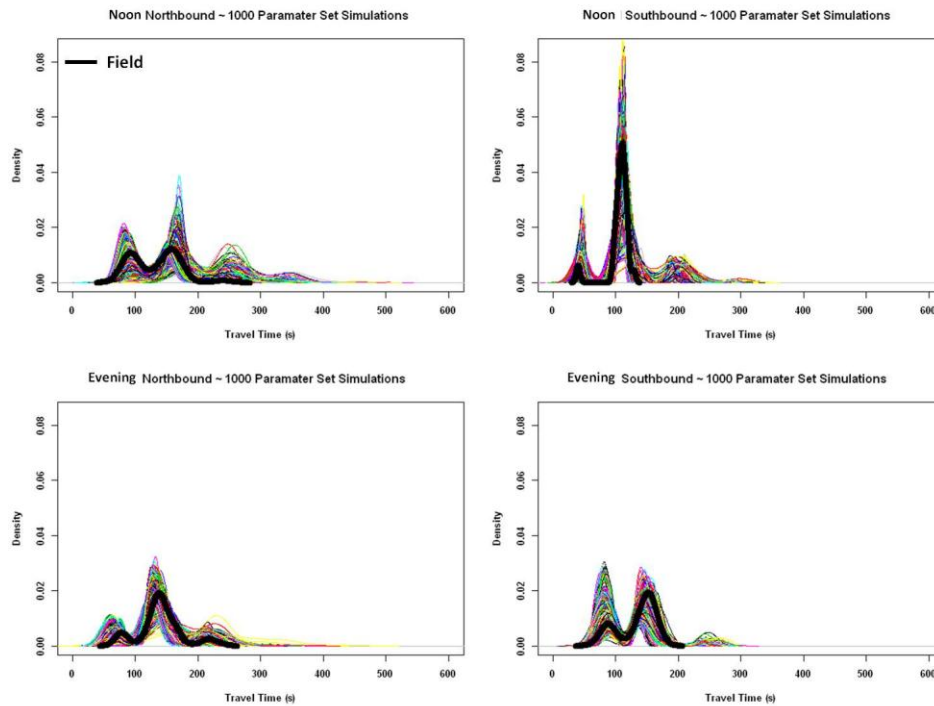 Noon Northbound ~ 1000 Paramater Set Simulations
0.08
0.06
0.04
0.02
0.00
Density
Field
0 100 200 300 400 500 600
Travel Time (s)
Noon Southbound ~ 1000 Paramater Set Simulations
0.08
0.06
0.04
0.02
0.00
Density
0 100 200 300 400 500 600
Travel Time (s)
Evening Northbound ~ 1000 Paramater Set Simulations
0.08
0.06
0.04
0.02
0.00
Density
0 100 200 300 400 500 600
Travel Time (s)
Evening Southbound ~ 1000 Paramater Set Simulations
0.08
0.06
0.04
0.02
0.00
Density
0 100 200 300 400 500 600
Travel Time (s)